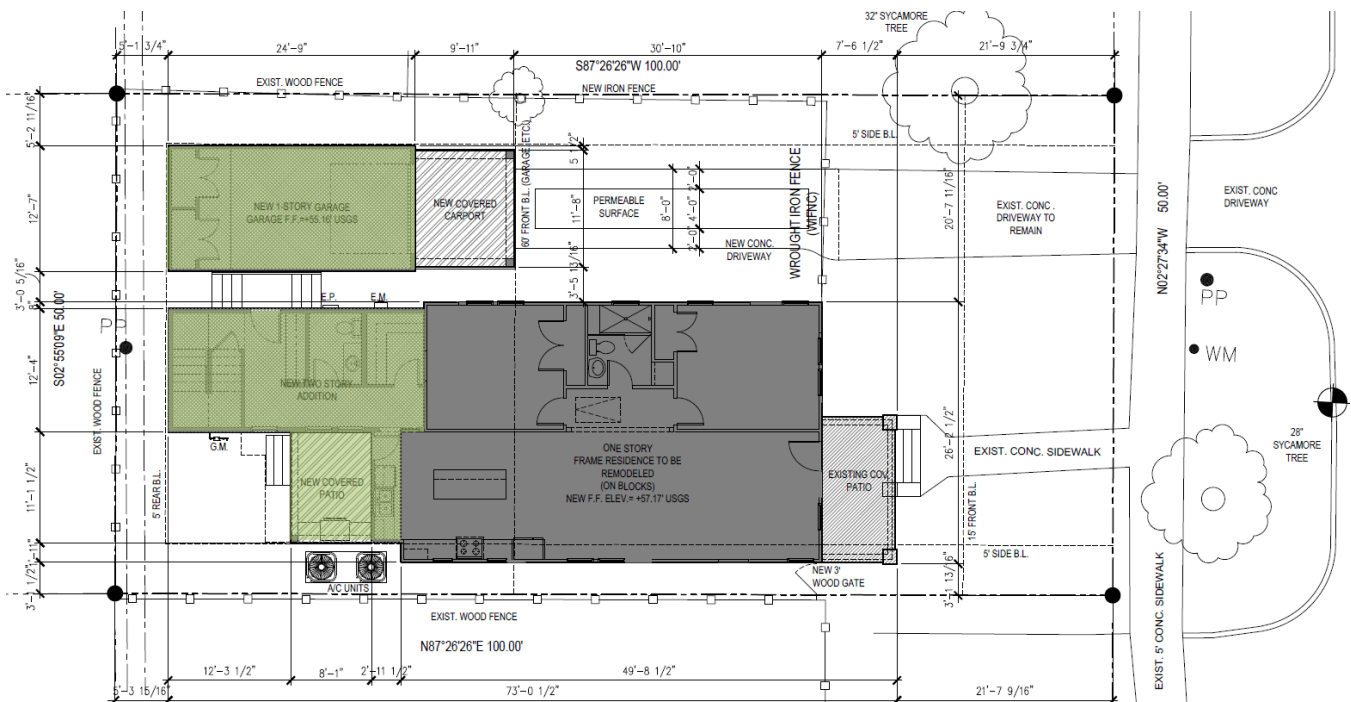 32" SYCAMORE
TREE
5'-1 3/4"
24'-9"
9'-11"
30'-10"
7'-6 1/2"
21'-9 3/4"
S87°26'26"W 100.00'
EXIST. WOOD FENCE
NEW IRON FENCE
5'-2 11/16"
5' SIDE B.L.
60' FRONT B.L. (GARAGE ETC.)
WROUGHT IRON FENCE
(WIFNC)
12'-7"
NEW 1-STORY GARAGE
GARAGE F.F.=+55.16' USGS
NEW COVERED
CARPORT
11'-8"
PERMEABLE
SURFACE
8'-0"
2'-0"
4'-0"
2'-0"
NEW CONC.
DRIVEWAY
20'-7 11/16"
EXIST. CONC .
DRIVEWAY TO
REMAIN
N02°27'34"W 50.00'
EXIST. CONC
DRIVEWAY
3'-0 5/16"
8"
3'-5 13/16"
E.P.
E.M.
PP
PP
WM
S02°55'09"E 50.00'
EXIST. WOOD FENCE
12'-4"
NEW TWO STORY
ADDITION
G.M.
5' REAR B.L.
11'-1 1/2"
NEW COVERED
PATIO
ONE STORY
FRAME RESIDENCE TO BE
REMODELED
(ON BLOCKS)
NEW F.F. ELEV.= +57.17' USGS
EXISTING COV.
PATIO
26'-2 1/2"
EXIST. CONC. SIDEWALK
28"
SYCAMORE
TREE
15' FRONT B.L.
5' SIDE B.L.
1'-11"
3'-1 1/2"
A/C UNITS
NEW 3'
WOOD GATE
3'-11 13/16"
EXIST. WOOD FENCE
EXIST. 5' CONC. SIDEWALK
N87°26'26"E 100.00'
12'-3 1/2"
8'-1"
2'-11 1/2"
49'-8 1/2"
5'-3 15/16"
73'-0 1/2"
21'-7 9/16"